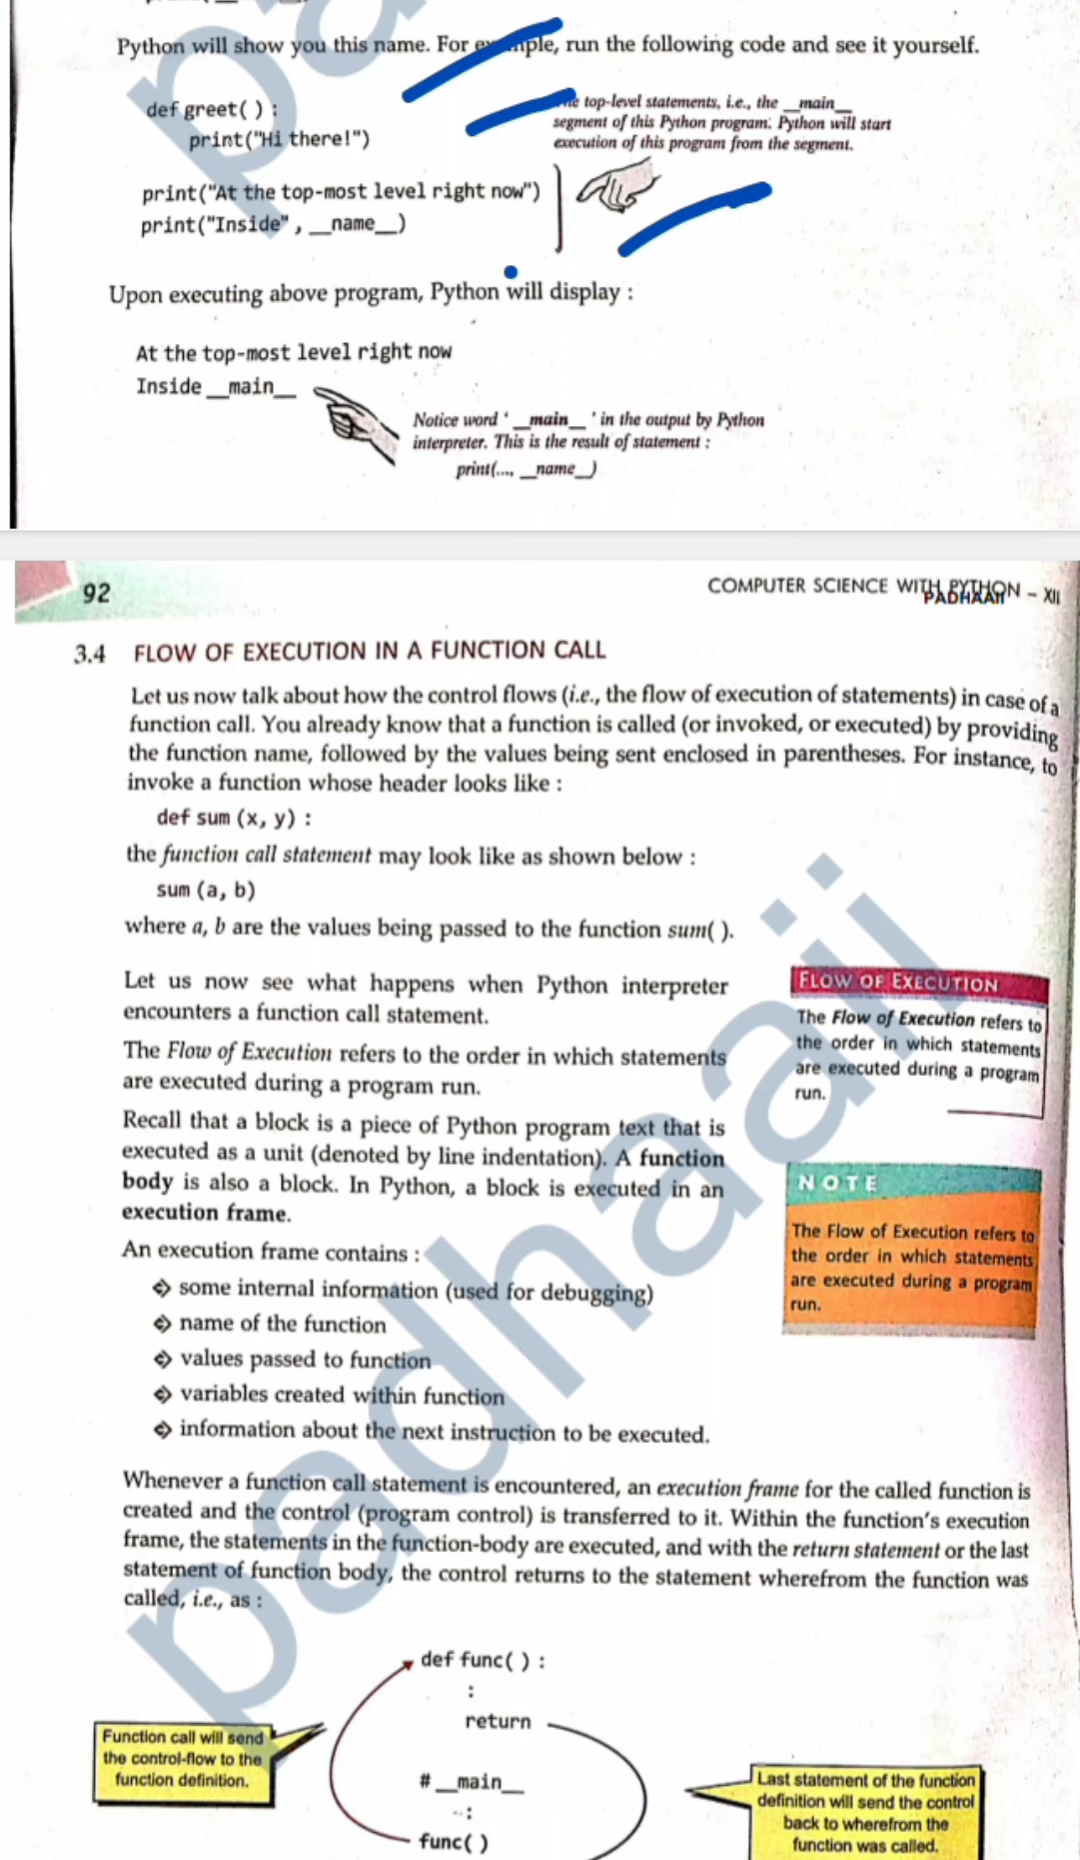 Python will show you this name. For example, run the following code and see it yourself.
def greet( ) :
print("Hi there!")
print("At the top-most level right now")
print("Inside" , __name__)
top-level statements, i.e., the __main__
segment of this Python program. Python will start
execution of this program from the segment.
Upon executing above program, Python will display :
At the top-most level right now
Inside __main__
Notice word ' __main__ ' in the output by Python
interpreter. This is the result of statement :
print(..., __name__)
92
COMPUTER SCIENCE WITH PYTHON – XII
PADHAAII
3.4 FLOW OF EXECUTION IN A FUNCTION CALL
Let us now talk about how the control flows (i.e., the flow of execution of statements) in case of a
function call. You already know that a function is called (or invoked, or executed) by providing
the function name, followed by the values being sent enclosed in parentheses. For instance, to
invoke a function whose header looks like :
def sum (x, y) :
the function call statement may look like as shown below :
sum (a, b)
where a, b are the values being passed to the function sum( ).
Let us now see what happens when Python interpreter
encounters a function call statement.
The Flow of Execution refers to the order in which statements
are executed during a program run.
Recall that a block is a piece of Python program text that is
executed as a unit (denoted by line indentation). A function
body is also a block. In Python, a block is executed in an
execution frame.
FLOW OF EXECUTION
The Flow of Execution refers to
the order in which statements
are executed during a program
run.
NOTE
The Flow of Execution refers to
the order in which statements
are executed during a program
run.
An execution frame contains :
some internal information (used for debugging)
name of the function
values passed to function
variables created within function
information about the next instruction to be executed.
Whenever a function call statement is encountered, an execution frame for the called function is
created and the control (program control) is transferred to it. Within the function's execution
frame, the statements in the function-body are executed, and with the return statement or the last
statement of function body, the control returns to the statement wherefrom the function was
called, i.e., as :
def func( ) :
:
return
# __main__
:
func( )
Function call will send
the control-flow to the
function definition.
Last statement of the function
definition will send the control
back to wherefrom the
function was called.
padhaaii